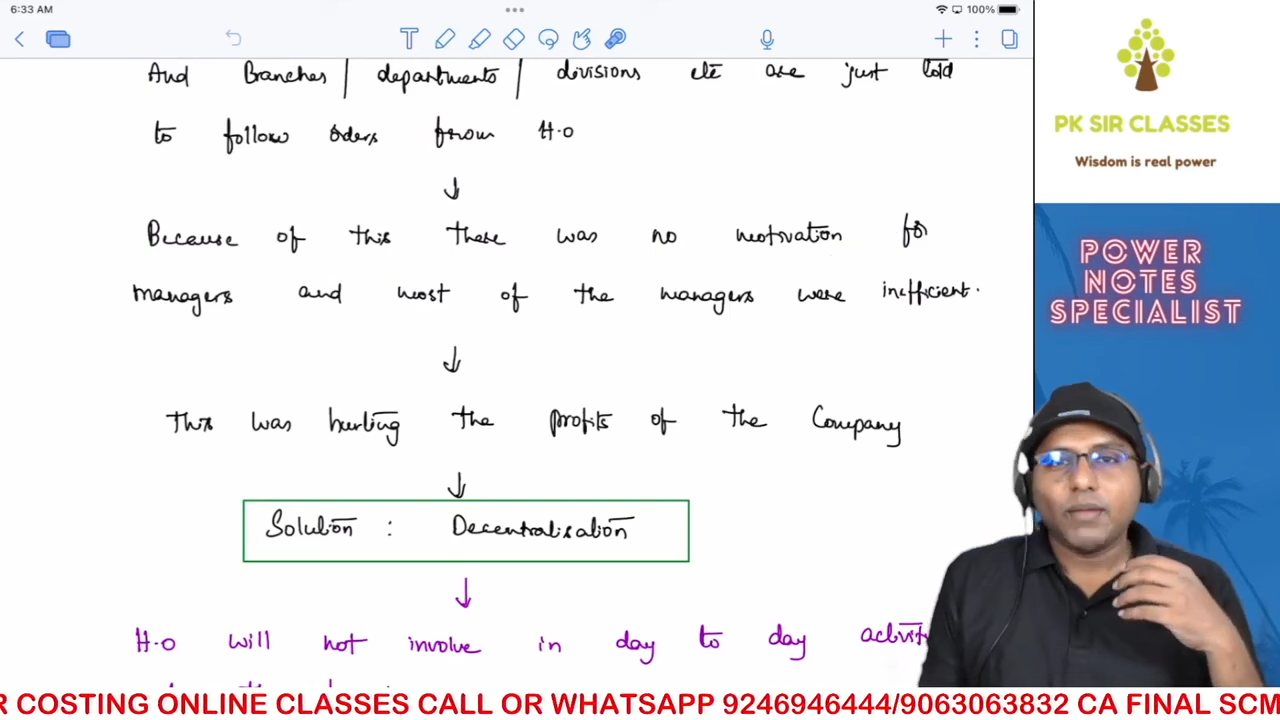 6:33 AM
100%
And Branches | departments | divisions etc are just told
to follow orders from H.O
↓
Because of this there was no motivation for
managers and most of the managers were inefficient.
↓
This was hurting the profits of the Company
↓
Solution : Decentralisation
↓
H.O will not involve in day to day
PK SIR CLASSES
Wisdom is real power
POWER
NOTES
SPECIALIST
R COSTING ONLINE CLASSES CALL OR WHATSAPP 9246946444/9063063832 CA FINAL SCM